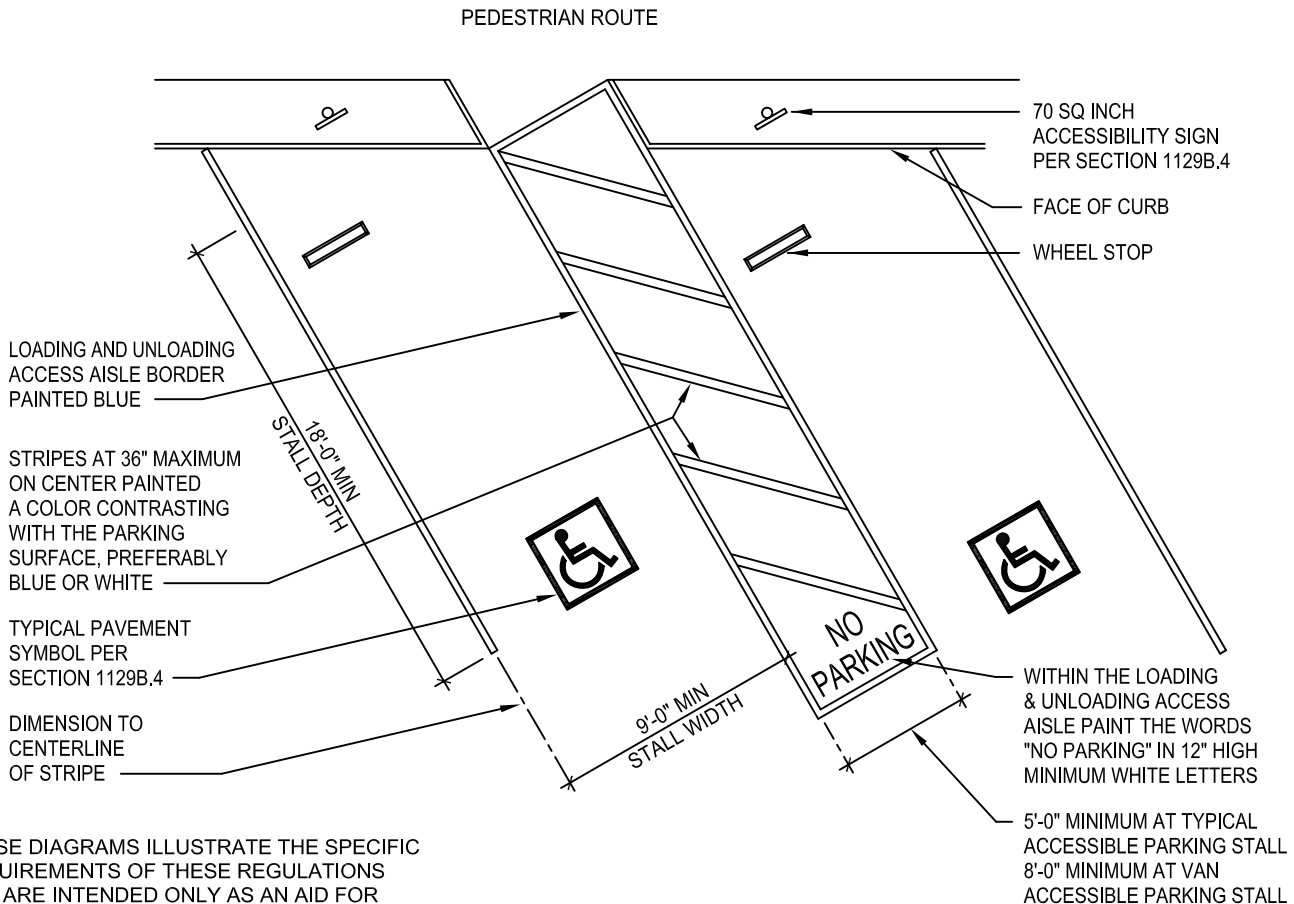 PEDESTRIAN ROUTE
70 SQ INCH
ACCESSIBILITY SIGN
PER SECTION 1129B.4
FACE OF CURB
WHEEL STOP
LOADING AND UNLOADING
ACCESS AISLE BORDER
PAINTED BLUE
18'-0" MIN
STALL DEPTH
STRIPES AT 36" MAXIMUM
ON CENTER PAINTED
A COLOR CONTRASTING
WITH THE PARKING
SURFACE, PREFERABLY
BLUE OR WHITE
TYPICAL PAVEMENT
SYMBOL PER
SECTION 1129B.4
DIMENSION TO
CENTERLINE
OF STRIPE
9'-0" MIN
STALL WIDTH
NO
PARKING
WITHIN THE LOADING
& UNLOADING ACCESS
AISLE PAINT THE WORDS
"NO PARKING" IN 12" HIGH
MINIMUM WHITE LETTERS
5'-0" MINIMUM AT TYPICAL
ACCESSIBLE PARKING STALL
8'-0" MINIMUM AT VAN
ACCESSIBLE PARKING STALL
SE DIAGRAMS ILLUSTRATE THE SPECIFIC
UIREMENTS OF THESE REGULATIONS
ARE INTENDED ONLY AS AN AID FOR